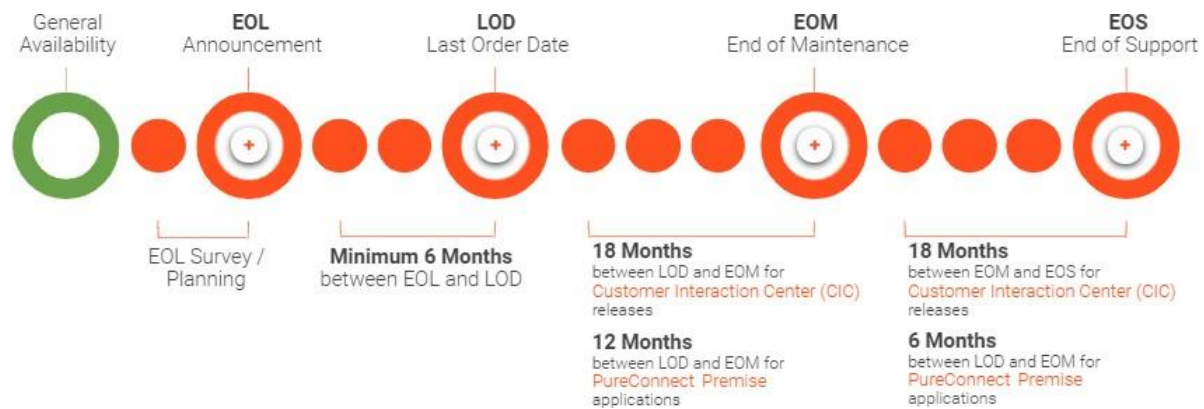 General
Availability
EOL
Announcement
LOD
Last Order Date
EOM
End of Maintenance
EOS
End of Support
+
+
+
+
EOL Survey /
Planning
Minimum 6 Months
between EOL and LOD
18 Months
between LOD and EOM for
Customer Interaction Center (CIC)
releases
12 Months
between LOD and EOM for
PureConnect Premise
applications
18 Months
between EOM and EOS for
Customer Interaction Center (CIC)
releases
6 Months
between LOD and EOM for
PureConnect Premise
applications